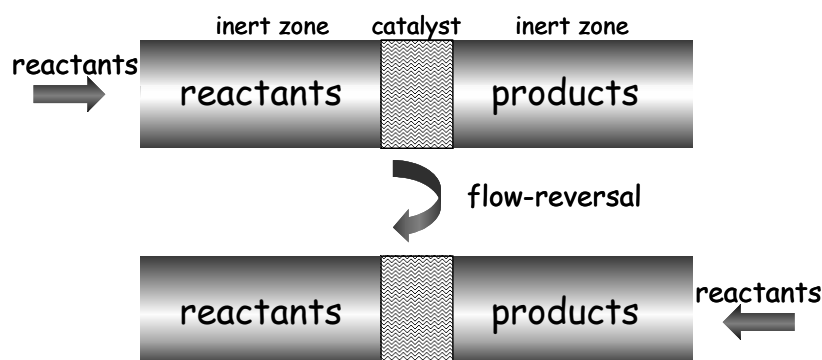 inert zone catalyst inert zone
reactants
reactants products
flow-reversal
reactants products
reactants